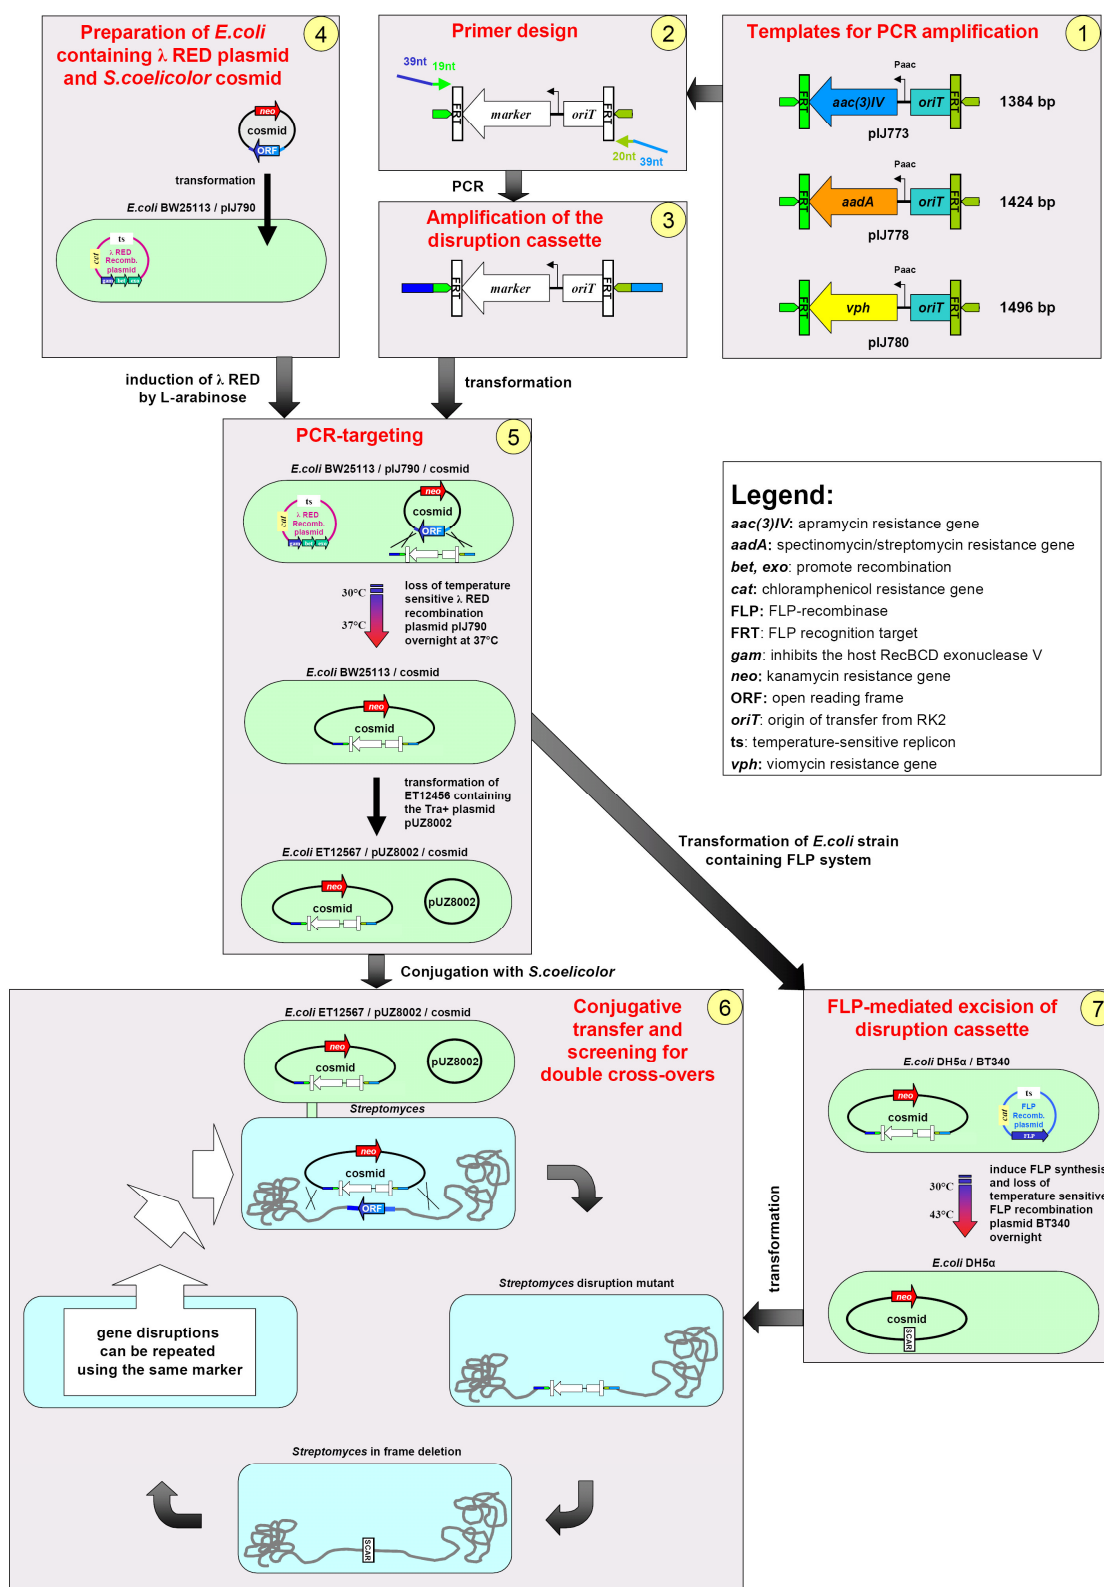 Preparation of E.coli
containing λ RED plasmid
and S.coelicolor cosmid
4
neo
cosmid
ORF
transformation
E.coli BW25113 / pIJ790
ts
cat
λ RED
Recomb.
plasmid
gam bet exo
induction of λ RED
by L-arabinose
Primer design
2
39nt
19nt
FRT
marker
oriT
FRT
20nt
39nt
PCR
Amplification of the
disruption cassette
3
FRT
marker
oriT
FRT
transformation
Templates for PCR amplification
1
Paac
FRT
aac(3)IV
oriT
FRT
1384 bp
pIJ773
Paac
FRT
aadA
oriT
FRT
1424 bp
pIJ778
Paac
FRT
vph
oriT
FRT
1496 bp
pIJ780
PCR-targeting
5
E.coli BW25113 / pIJ790 / cosmid
ts
cat
λ RED
Recomb.
plasmid
gam bet exo
neo
cosmid
ORF
30°C
37°C
loss of temperature
sensitive λ RED
recombination
plasmid pIJ790
overnight at 37°C
E.coli BW25113 / cosmid
neo
cosmid
transformation of
ET12456 containing
the Tra+ plasmid
pUZ8002
E.coli ET12567 / pUZ8002 / cosmid
neo
cosmid
pUZ8002
Legend:
aac(3)IV: apramycin resistance gene
aadA: spectinomycin/streptomycin resistance gene
bet, exo: promote recombination
cat: chloramphenicol resistance gene
FLP: FLP-recombinase
FRT: FLP recognition target
gam: inhibits the host RecBCD exonuclease V
neo: kanamycin resistance gene
ORF: open reading frame
oriT: origin of transfer from RK2
ts: temperature-sensitive replicon
vph: viomycin resistance gene
Transformation of E.coli strain
containing FLP system
Conjugation with S.coelicolor
Conjugative
transfer and
screening for
double cross-overs
6
E.coli ET12567 / pUZ8002 / cosmid
neo
cosmid
pUZ8002
Streptomyces
neo
cosmid
ORF
Streptomyces disruption mutant
gene disruptions
can be repeated
using the same marker
Streptomyces in frame deletion
SCAR
transformation
FLP-mediated excision of
disruption cassette
7
E.coli DH5α / BT340
neo
cosmid
ts
cat
FLP
Recomb.
plasmid
FLP
30°C
43°C
induce FLP synthesis
and loss of
temperature sensitive
FLP recombination
plasmid BT340
overnight
E.coli DH5α
neo
cosmid
SCAR